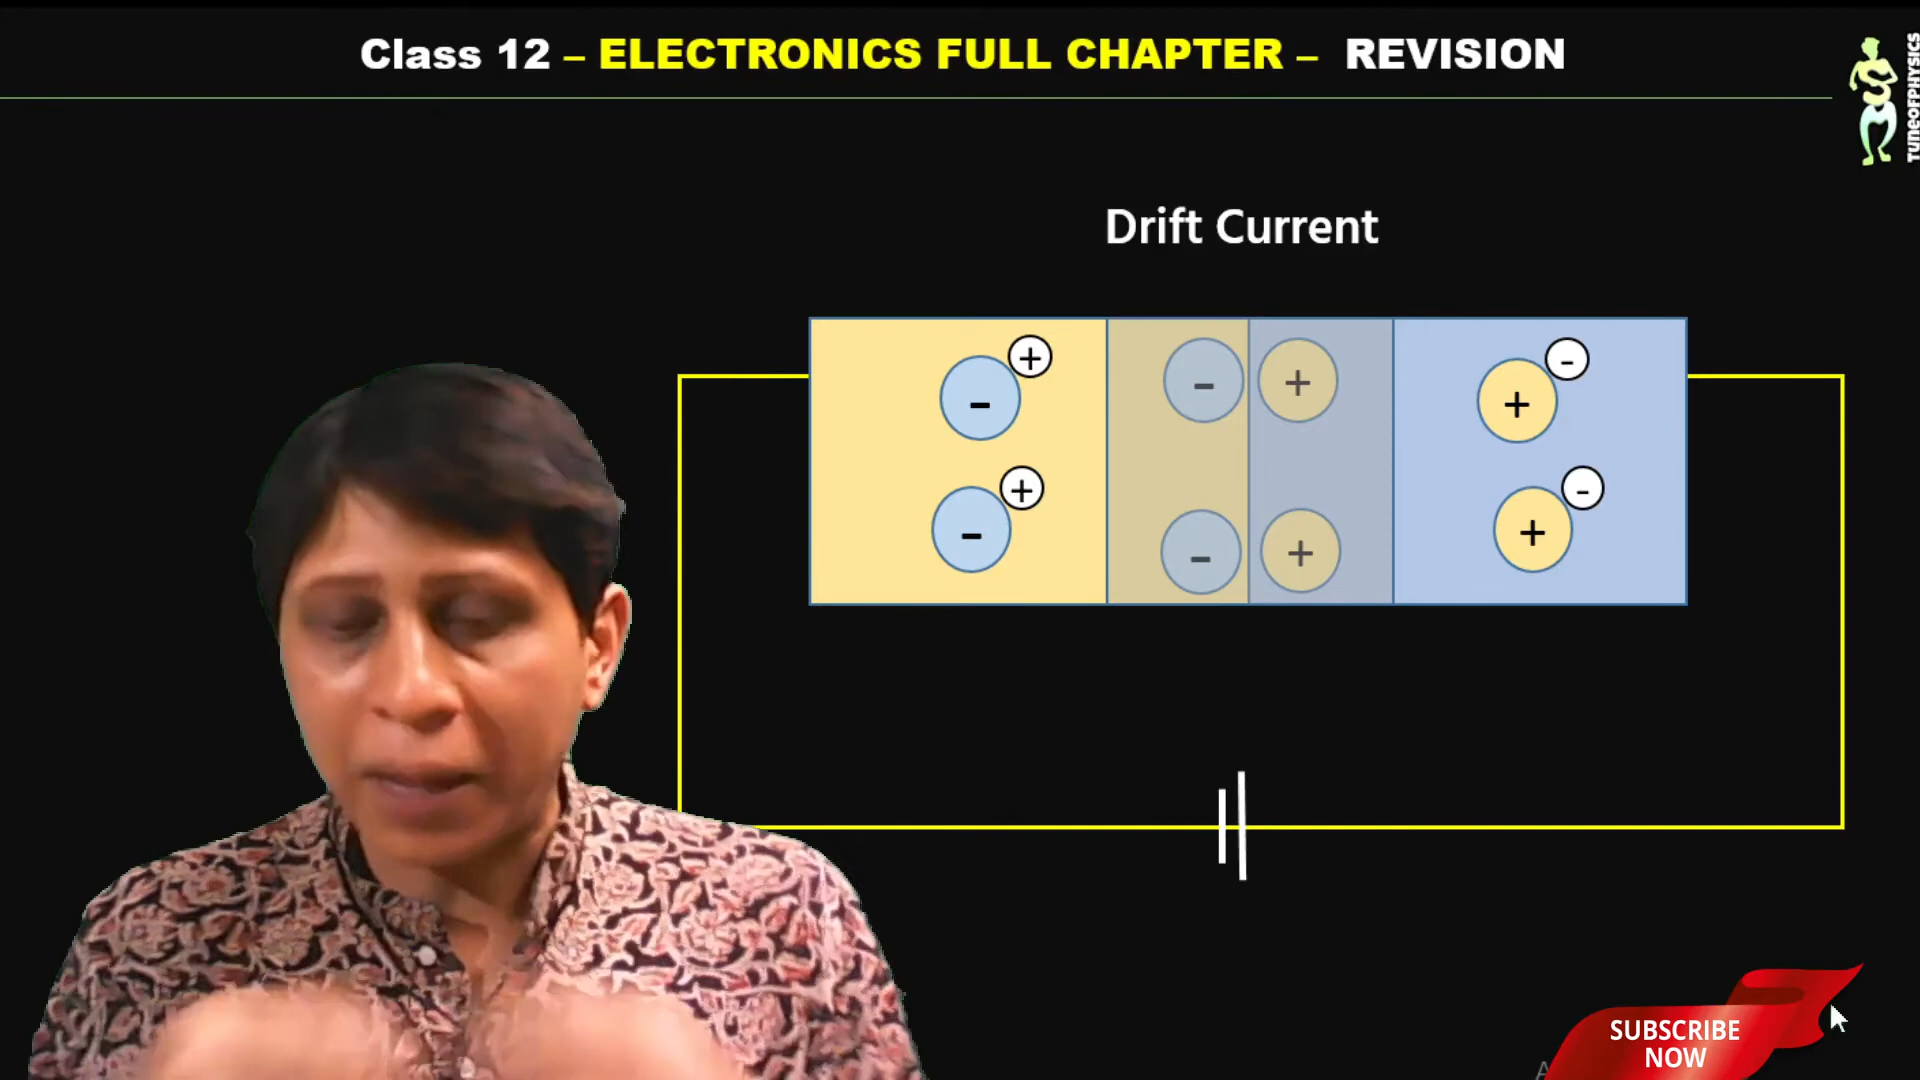 Class 12 – ELECTRONICS FULL CHAPTER – REVISION
TUNEOFPHYSICS
Drift Current
+ - + -
- - + +
+ -
- - + +
SUBSCRIBE
NOW
A